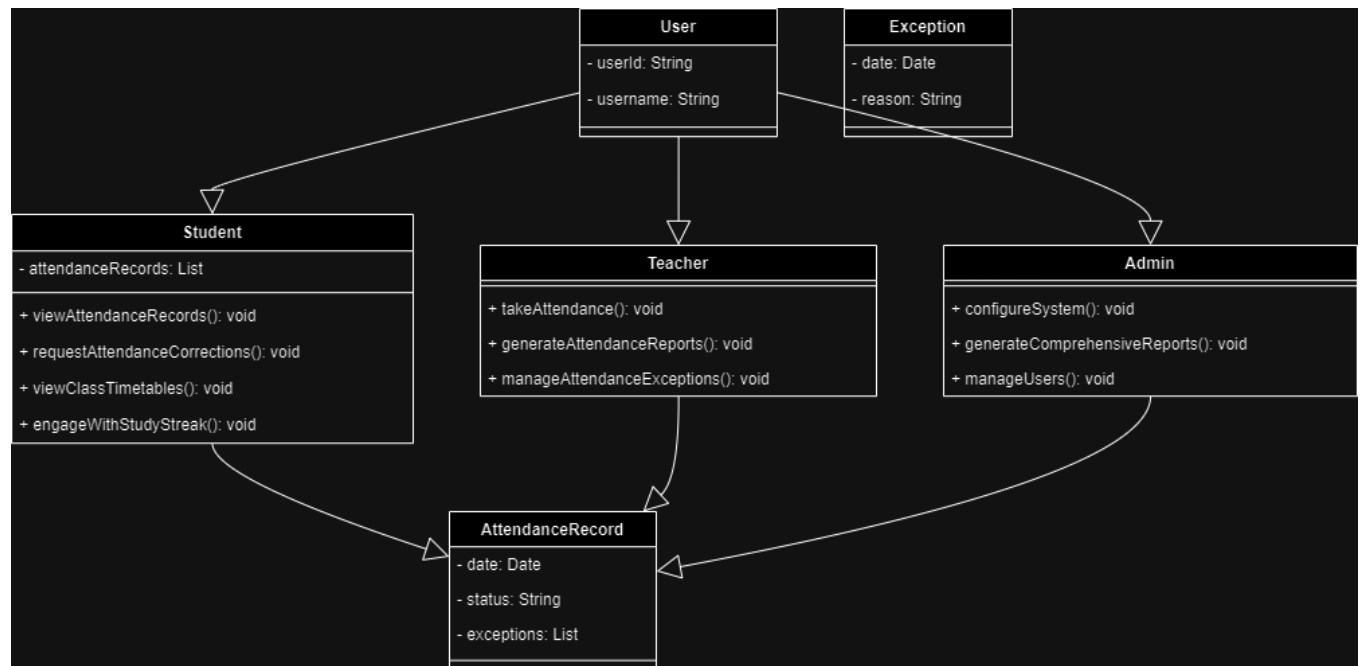 User
- userId: String
- username: String
Exception
- date: Date
- reason: String
Student
- attendanceRecords: List
+ viewAttendanceRecords(): void
+ requestAttendanceCorrections(): void
+ viewClassTimetables(): void
+ engageWithStudyStreak(): void
Teacher
+ takeAttendance(): void
+ generateAttendanceReports(): void
+ manageAttendanceExceptions(): void
Admin
+ configureSystem(): void
+ generateComprehensiveReports(): void
+ manageUsers(): void
AttendanceRecord
- date: Date
- status: String
- exceptions: List